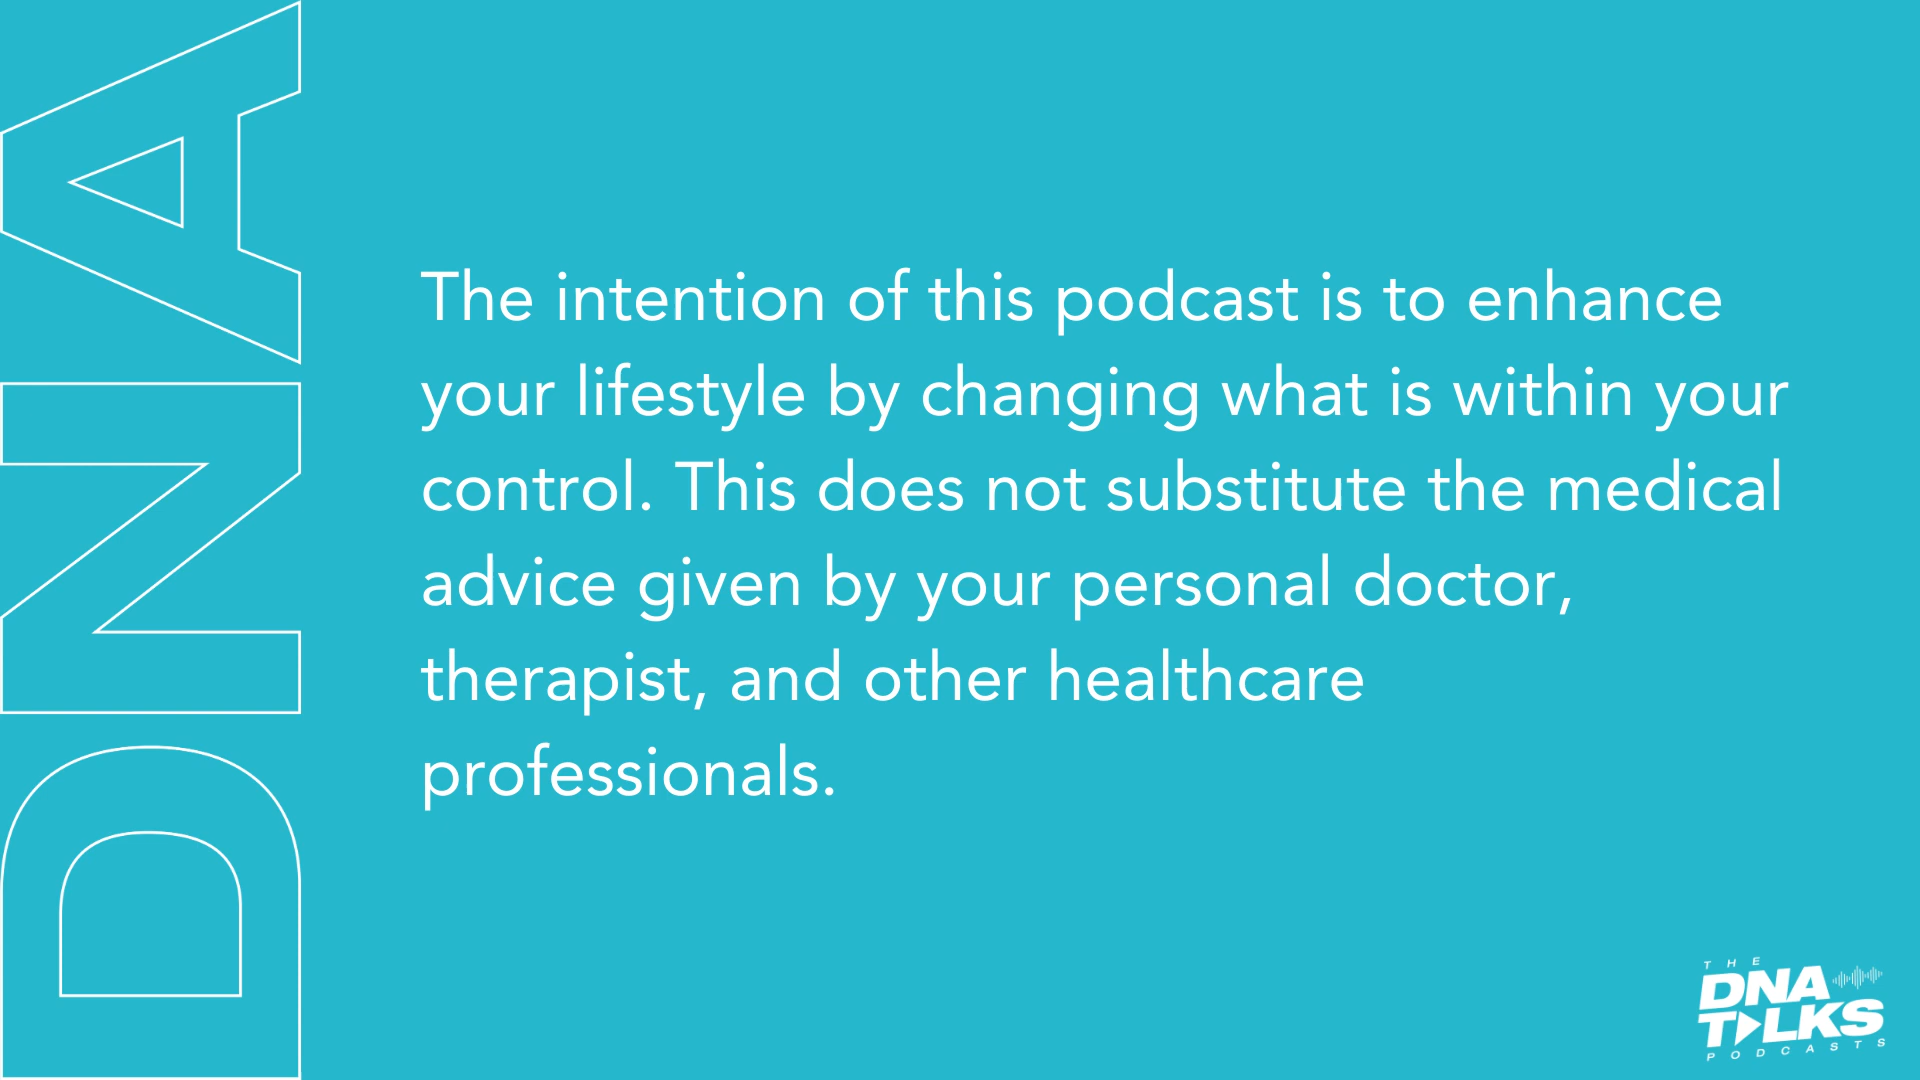 DNA
The intention of this podcast is to enhance
your lifestyle by changing what is within your
control. This does not substitute the medical
advice given by your personal doctor,
therapist, and other healthcare
professionals.
THE
DNA
TALKS
PODCASTS